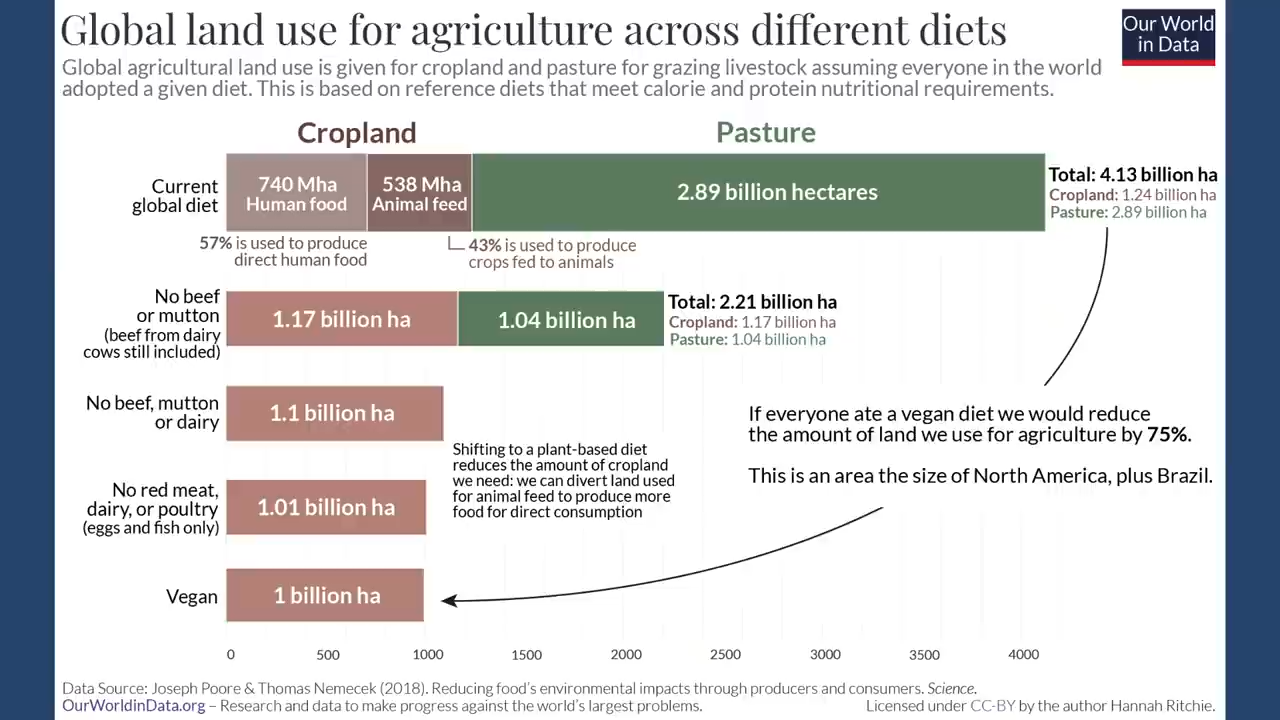 Global land use for agriculture across different diets
Our World
in Data
Global agricultural land use is given for cropland and pasture for grazing livestock assuming everyone in the world
adopted a given diet. This is based on reference diets that meet calorie and protein nutritional requirements.
Cropland
Pasture
Current
global diet
740 Mha
Human food
538 Mha
Animal feed
2.89 billion hectares
Total: 4.13 billion ha
Cropland: 1.24 billion ha
Pasture: 2.89 billion ha
57% is used to produce
direct human food
43% is used to produce
crops fed to animals
No beef
or mutton
(beef from dairy
cows still included)
1.17 billion ha
1.04 billion ha
Total: 2.21 billion ha
Cropland: 1.17 billion ha
Pasture: 1.04 billion ha
No beef, mutton
or dairy
1.1 billion ha
If everyone ate a vegan diet we would reduce
the amount of land we use for agriculture by 75%.
This is an area the size of North America, plus Brazil.
Shifting to a plant-based diet
reduces the amount of cropland
we need: we can divert land used
for animal feed to produce more
food for direct consumption
No red meat,
dairy, or poultry
(eggs and fish only)
1.01 billion ha
Vegan
1 billion ha
0 500 1000 1500 2000 2500 3000 3500 4000
Data Source: Joseph Poore & Thomas Nemecek (2018). Reducing food's environmental impacts through producers and consumers. Science.
OurWorldinData.org – Research and data to make progress against the world's largest problems.
Licensed under CC-BY by the author Hannah Ritchie.